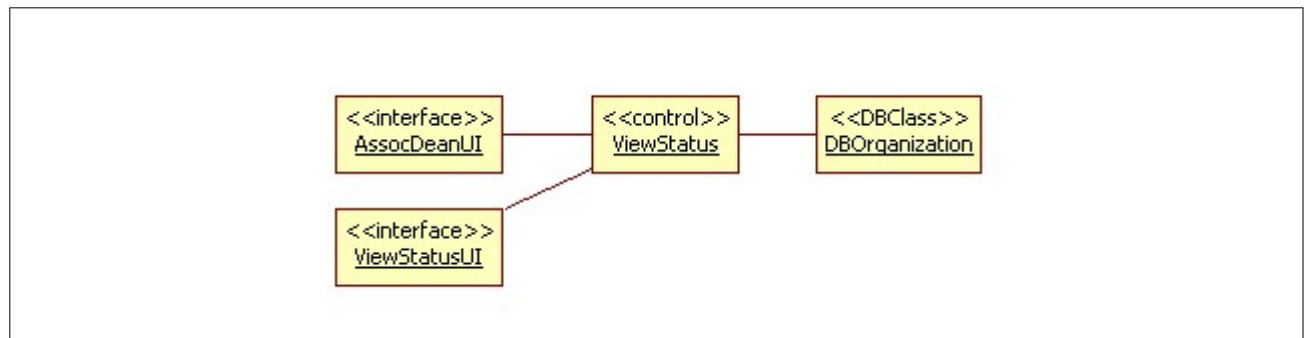 <<interface>>
AssocDeanUI
<<control>>
ViewStatus
<<DBClass>>
DBOrganization
<<interface>>
ViewStatusUI